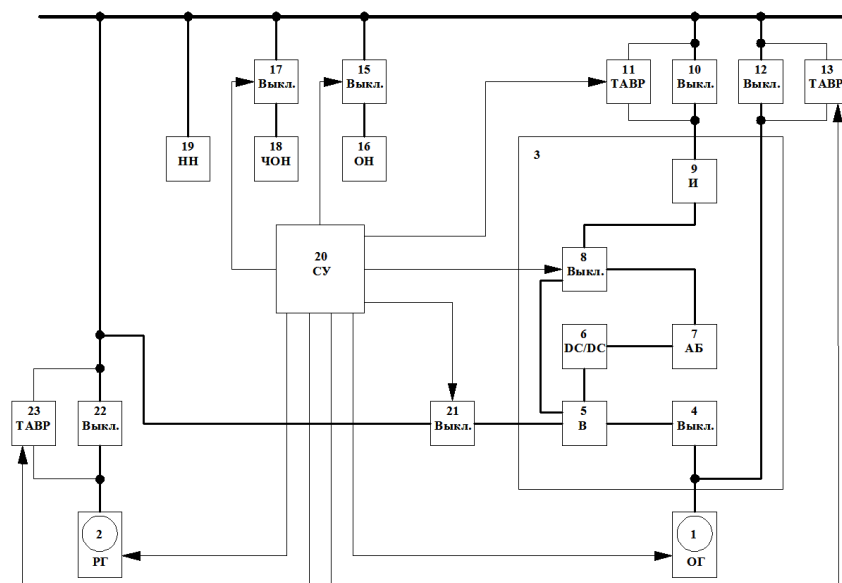 17
Выкл.
15
Выкл.
11
ТАВР
10
Выкл.
12
Выкл.
13
ТАВР
19
НН
18
ЧОН
16
ОН
3
9
И
20
СУ
8
Выкл.
6
DC/DC
7
АБ
23
ТАВР
22
Выкл.
21
Выкл.
5
В
4
Выкл.
2
РГ
1
ОГ